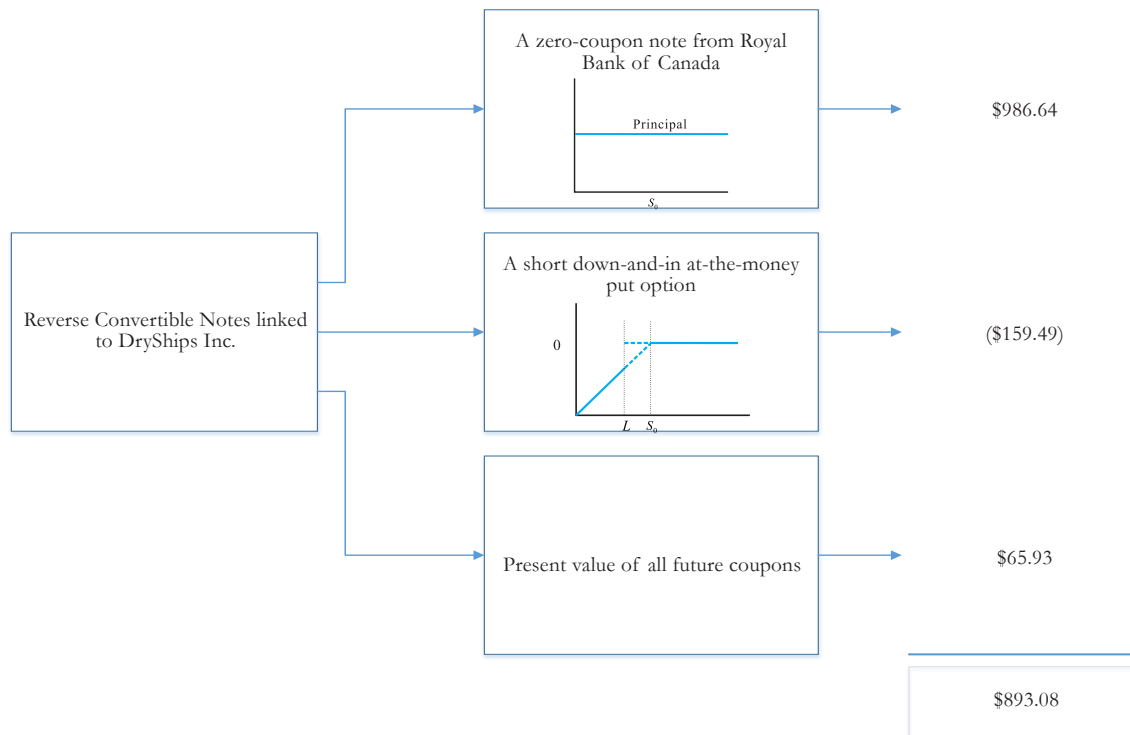 A zero-coupon note from Royal
Bank of Canada
Principal
S₀
$986.64
Reverse Convertible Notes linked
to DryShips Inc.
A short down-and-in at-the-money
put option
0
L S₀
($159.49)
Present value of all future coupons
$65.93
$893.08